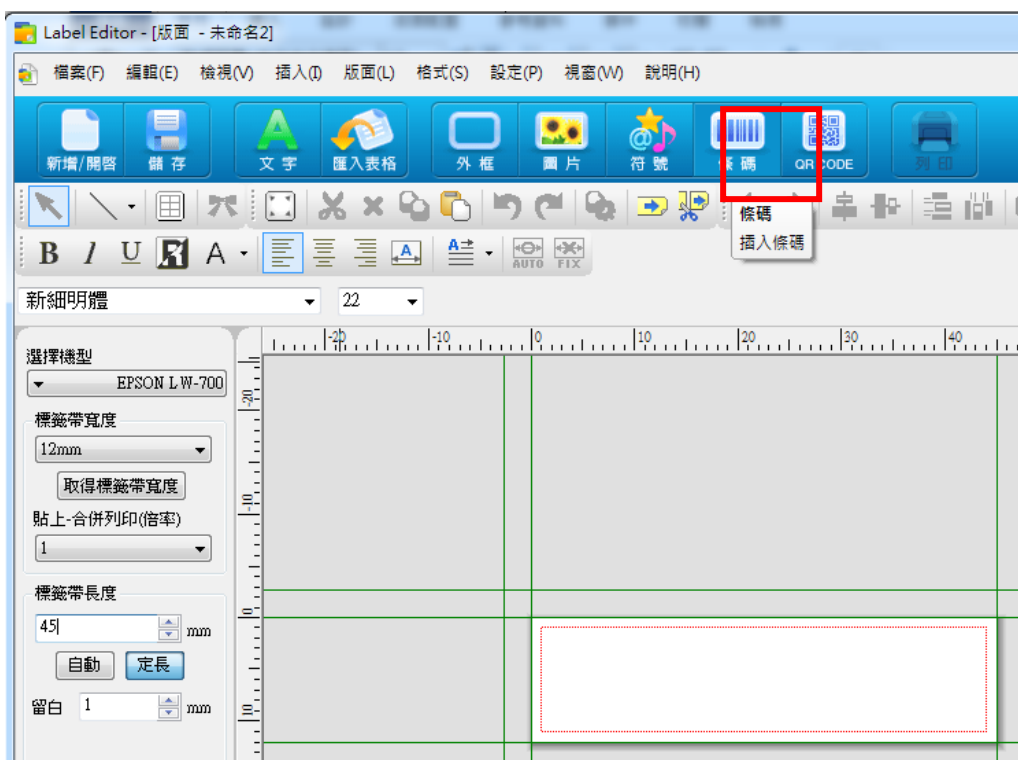 Label Editor - [版面 - 未命名2]
檔案(F) 編輯(E) 檢視(V) 插入(I) 版面(L) 格式(S) 設定(P) 視窗(W) 說明(H)
新增/開啓 儲存 文字 匯入表格 外框 圖片 符號 條碼 QR CODE 列印
條碼
插入條碼
B I U R A A A AUTO FIX
新細明體 22
-20 -10 0 10 20 30 40
選擇機型
EPSON LW-700
-20
標籤帶寬度
12mm
取得標籤帶寬度
-10
貼上-合併列印(倍率)
1
標籤帶長度
0
45 mm
自動 定長
留白 1 mm
10